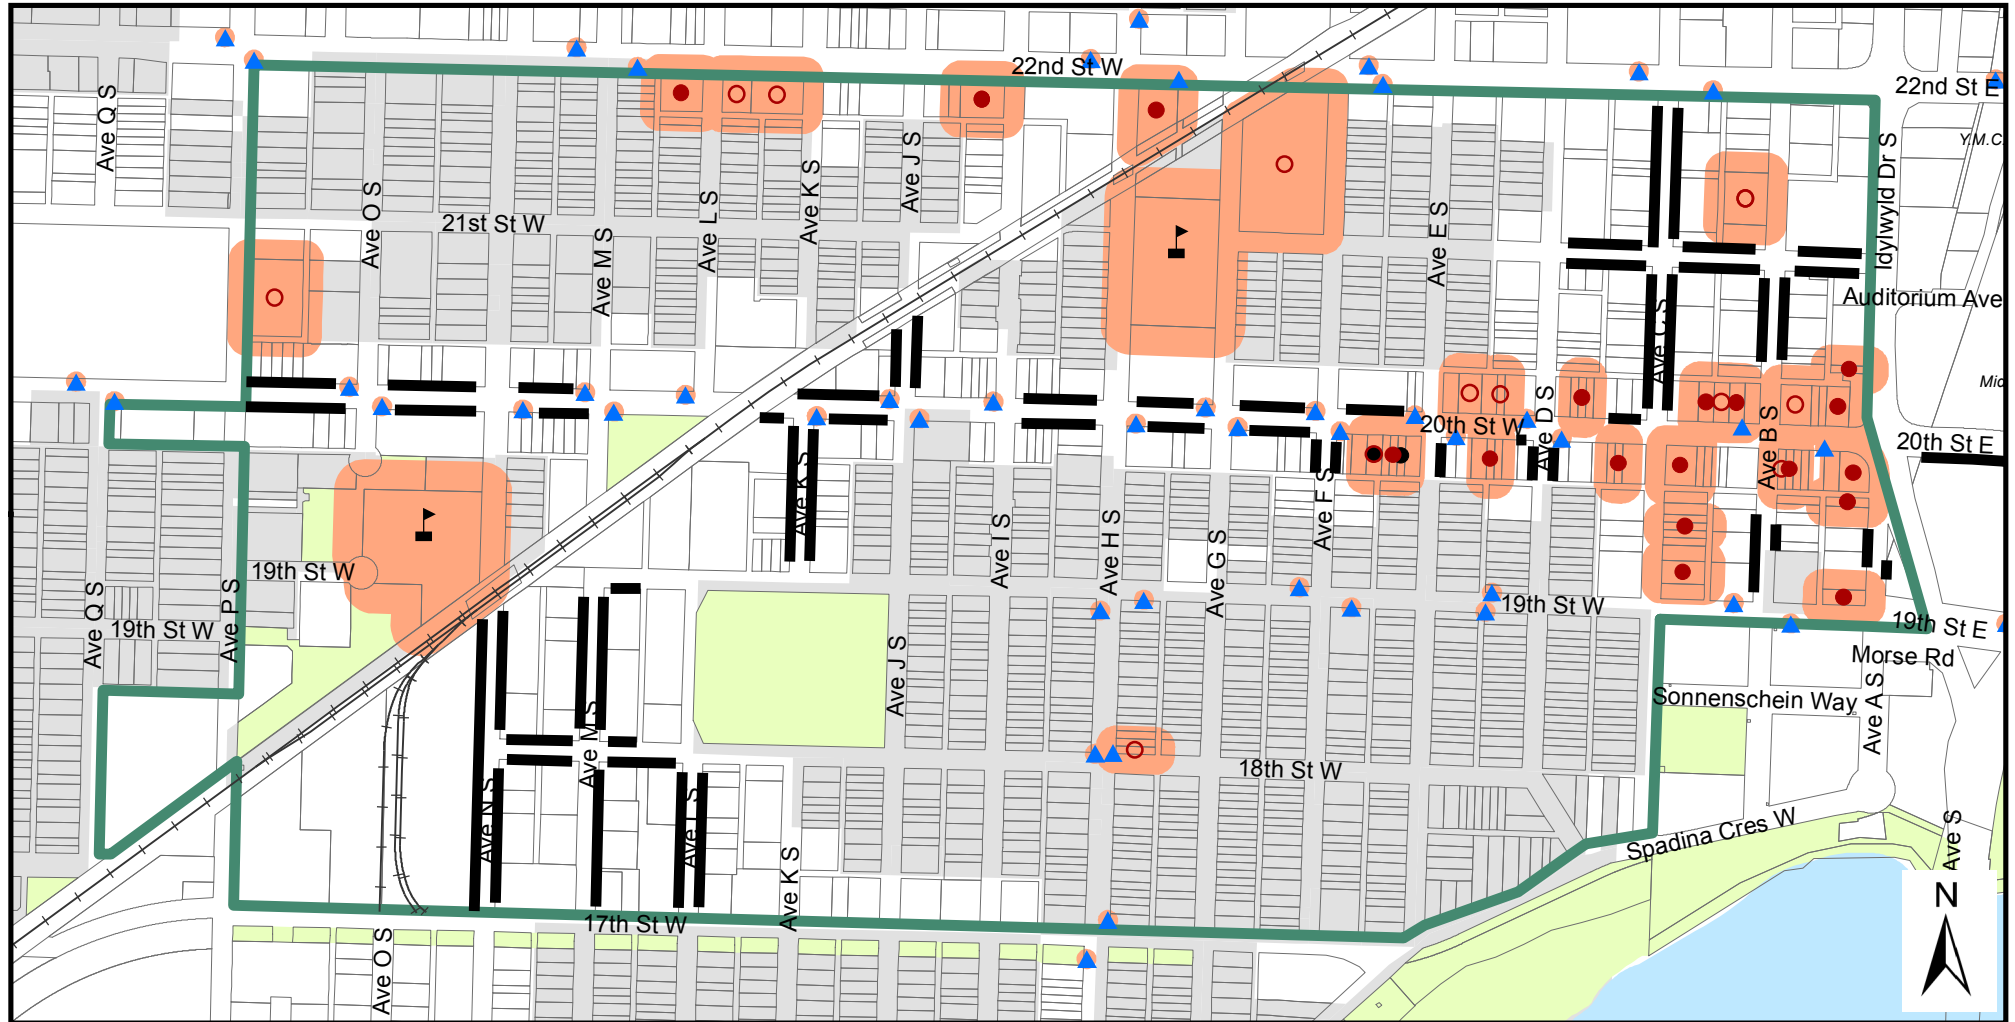 22nd St W
22nd St E
Ave Q S
Y.M.C.
Idylwyld Dr S
Ave J S
Ave K S
Ave O S
Ave L S
21st St W
Ave M S
Ave E S
Auditorium Ave
Ave C S
Ave D S
Ave B S
20th St W
20th St E
Ave K S
Ave F S
Ave I S
Ave H S
Ave G S
19th St W
Ave Q S
Ave P S
19th St W
19th St W
19th St E
Ave J S
Morse Rd
Sonnenschein Way
Ave A S
Ave M S
18th St W
Ave N S
Ave L S
Spadina Cres W
Ave S
Ave K S
N
17th St W
Ave O S